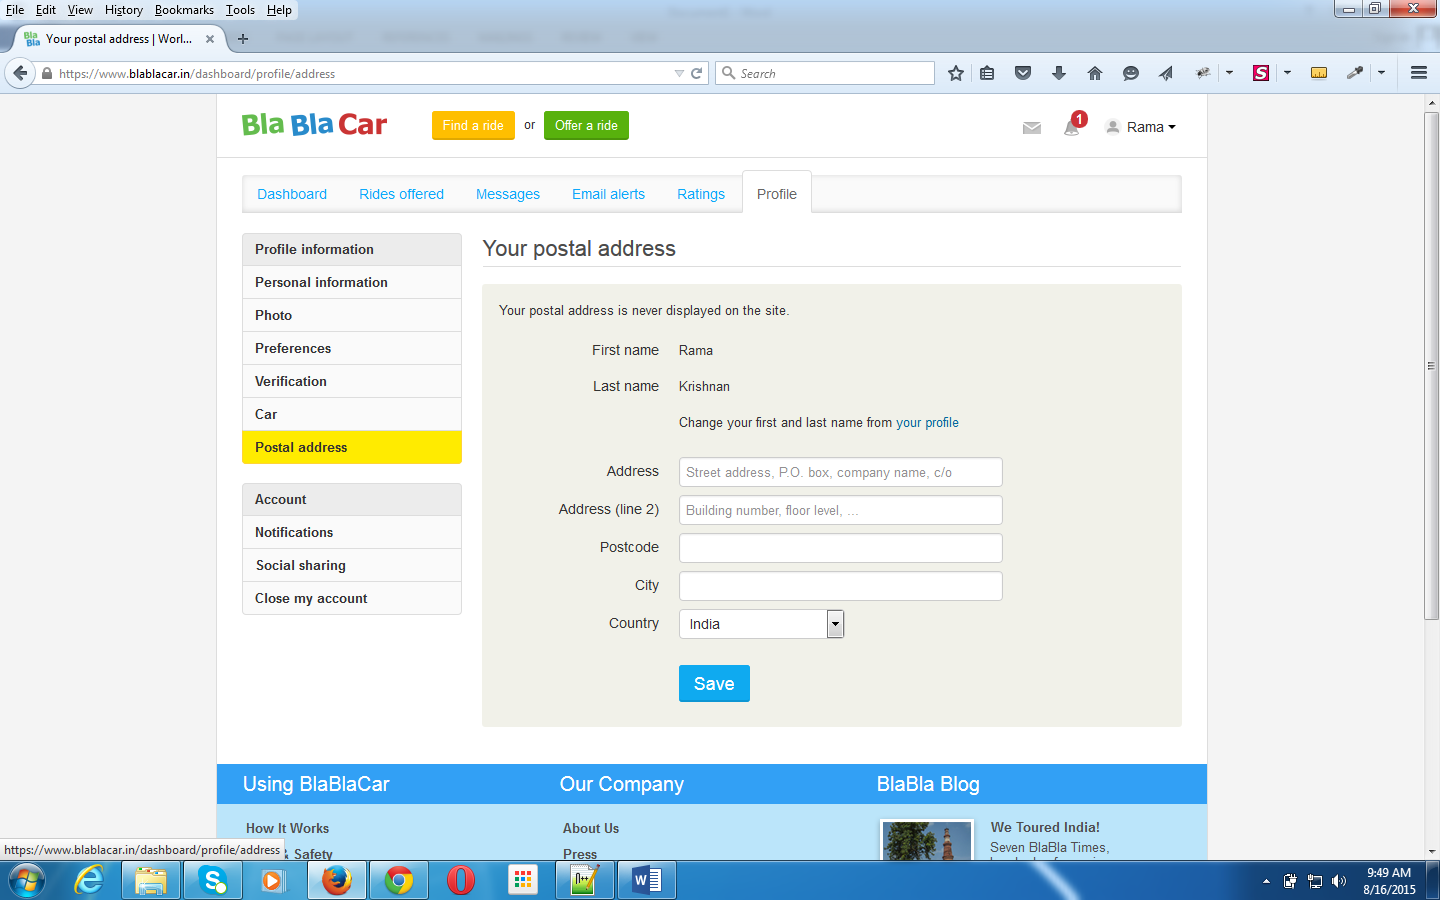 File Edit View History Bookmarks Tools Help
Your postal address | Worl...
https://www.blablacar.in/dashboard/profile/address
Search
Bla Bla Car
Find a ride or Offer a ride
1
Rama
Dashboard Rides offered Messages Email alerts Ratings Profile
Profile information
Personal information
Photo
Preferences
Verification
Car
Postal address
Account
Notifications
Social sharing
Close my account
Your postal address
Your postal address is never displayed on the site.
First name Rama
Last name Krishnan
Change your first and last name from your profile
Address Street address, P.O. box, company name, c/o
Address (line 2) Building number, floor level, ...
Postcode
City
Country India
Save
Using BlaBlaCar
How It Works
& Safety
Our Company
About Us
Press
BlaBla Blog
We Toured India!
Seven BlaBla Times,
https://www.blablacar.in/dashboard/profile/address
9:49 AM
8/16/2015